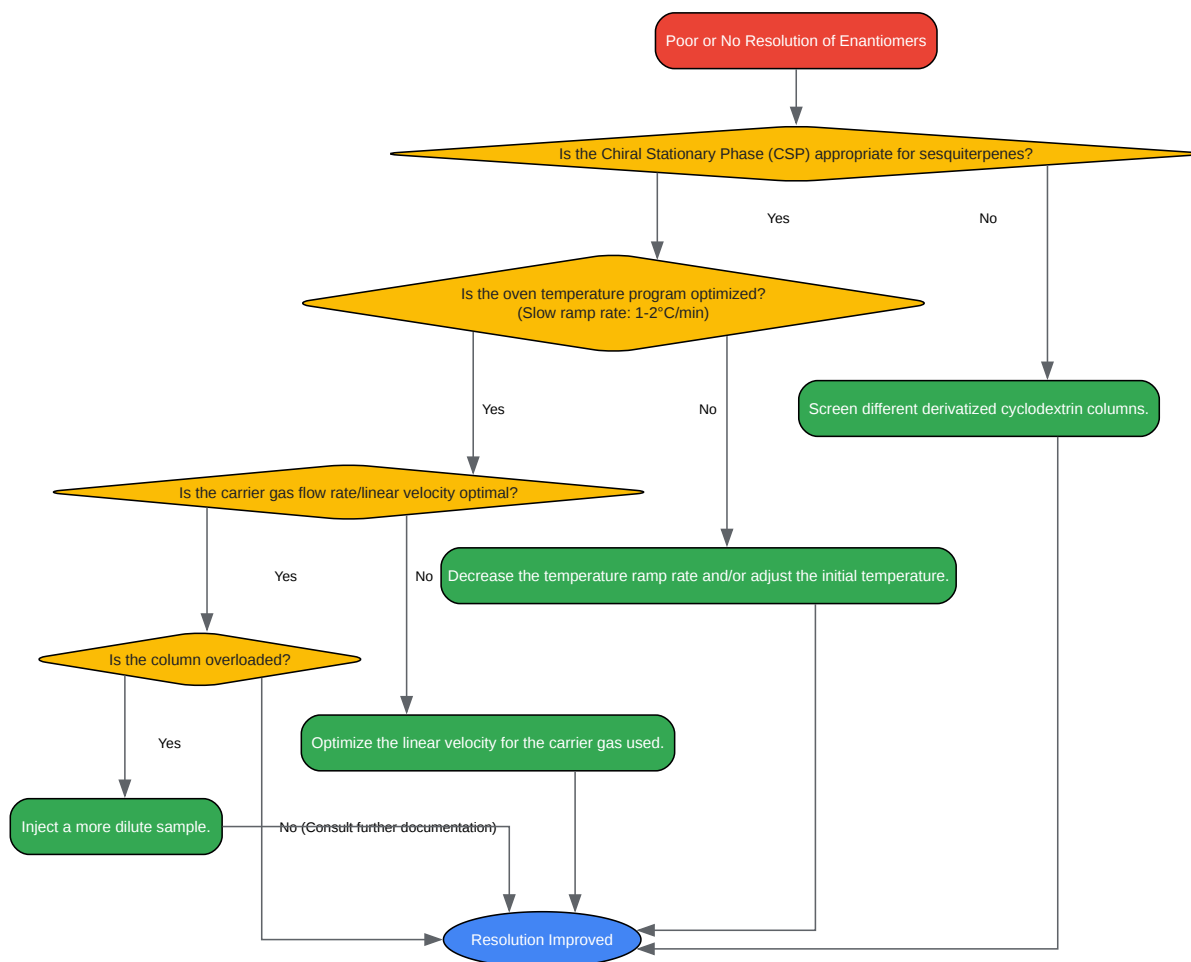 Poor or No Resolution of Enantiomers
Is the Chiral Stationary Phase (CSP) appropriate for sesquiterpenes?
Yes
No
Is the oven temperature program optimized?
(Slow ramp rate: 1-2°C/min)
Yes
No
Screen different derivatized cyclodextrin columns.
Is the carrier gas flow rate/linear velocity optimal?
Yes
No
Decrease the temperature ramp rate and/or adjust the initial temperature.
Is the column overloaded?
Yes
Optimize the linear velocity for the carrier gas used.
Inject a more dilute sample.
No (Consult further documentation)
Resolution Improved